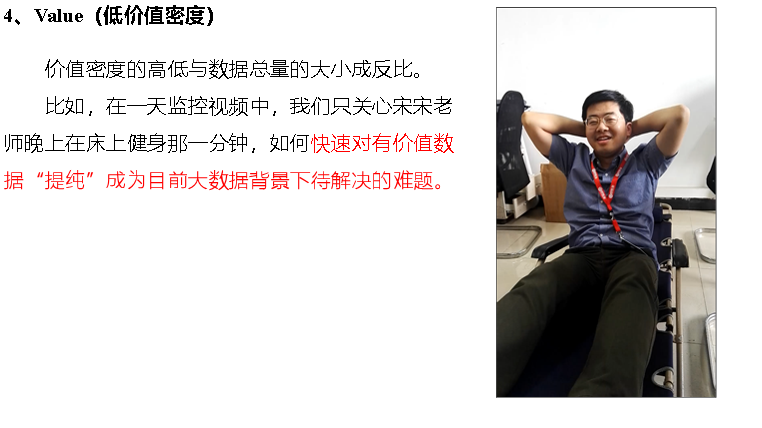 4、Value（低价值密度）
价值密度的高低与数据总量的大小成反比。
比如，在一天监控视频中，我们只关心宋宋老
师晚上在床上健身那一分钟，如何快速对有价值数
据“提纯”成为目前大数据背景下待解决的难题。